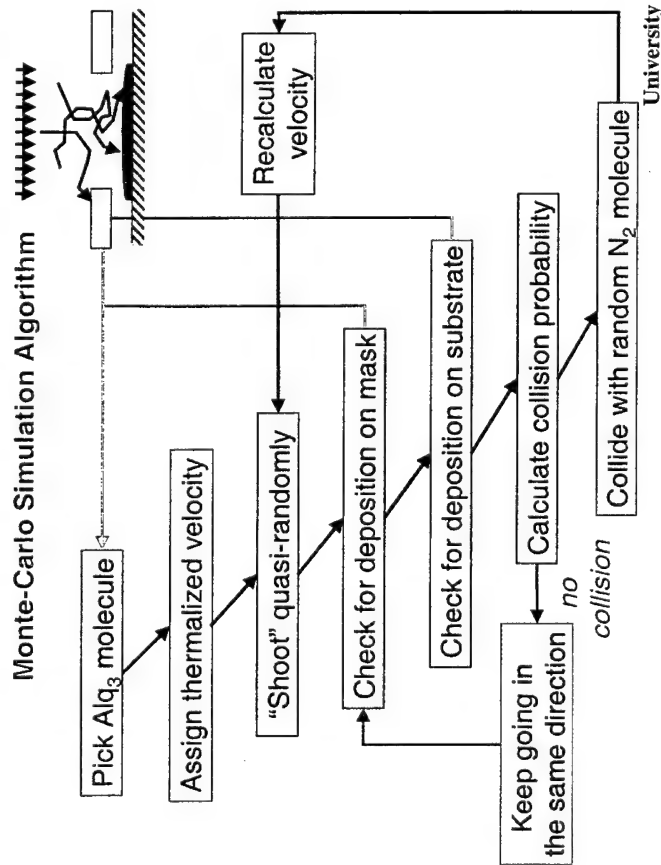 Monte-Carlo Simulation Algorithm
Pick Alq₃ molecule
Assign thermalized velocity
"Shoot" quasi-randomly
Recalculate
velocity
Check for deposition on mask
Check for deposition on substrate
Calculate collision probability
no
collision
Keep going in
the same direction
Collide with random N₂ molecule
University